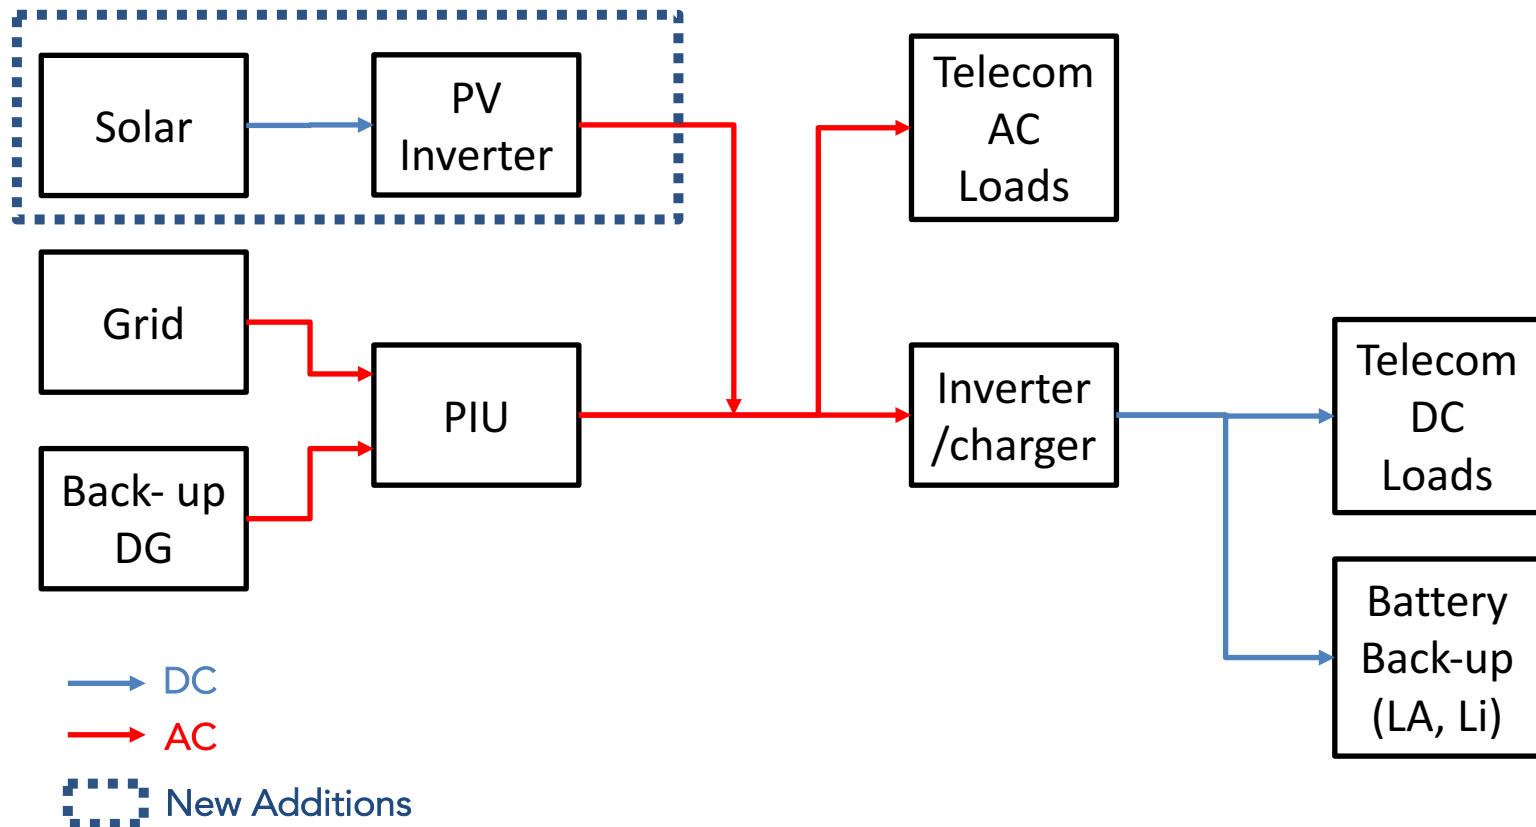 Solar
PV
Inverter
Telecom
AC
Loads
Grid
PIU
Inverter
/charger
Telecom
DC
Loads
Back- up
DG
Battery
Back-up
(LA, Li)
DC
AC
New Additions